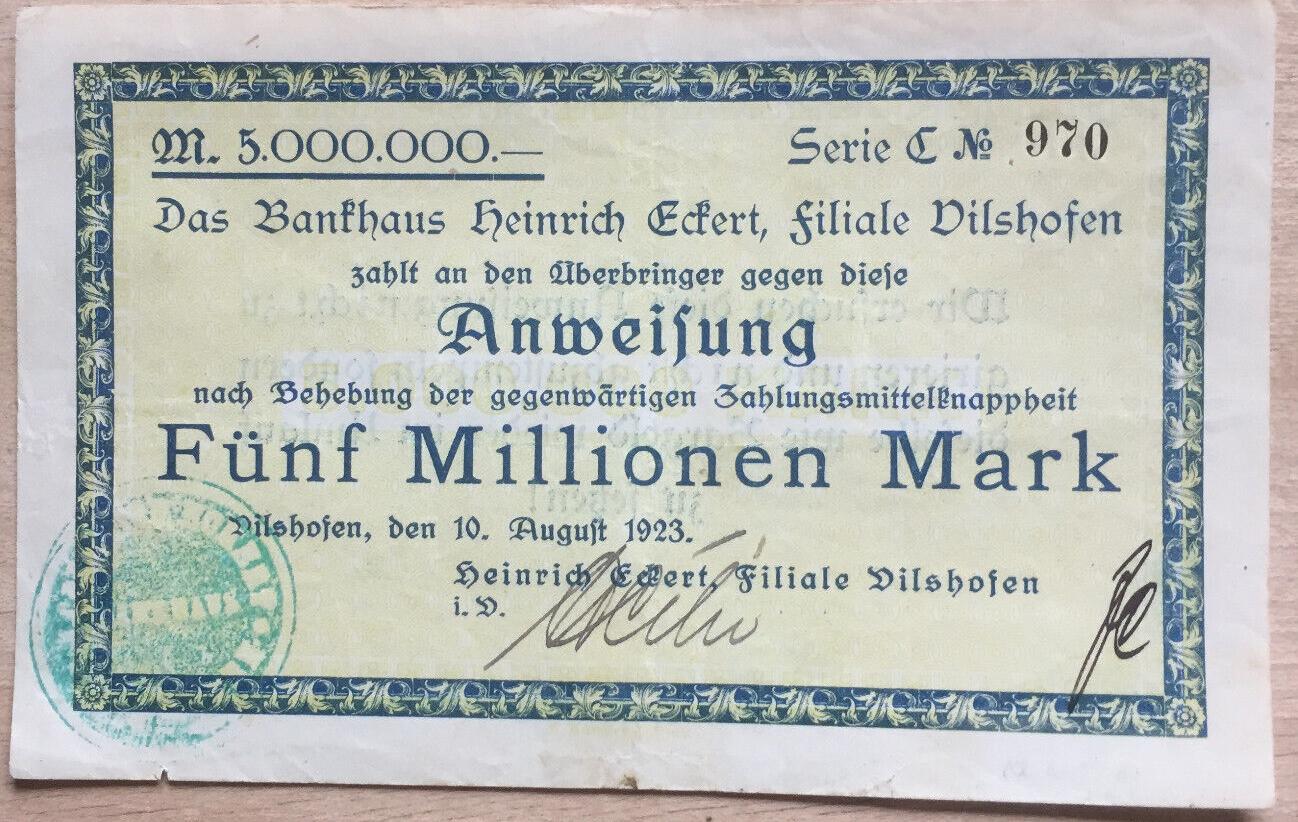 M. 5.000.000.—
Serie C № 970
Das Bankhaus Heinrich Eckert, Filiale Vilshofen
zahlt an den Überbringer gegen dieſe
Anweiſung
nach Behebung der gegenwärtigen Zahlungsmittelknappheit
Fünf Millionen Mark
Vilshofen, den 10. Auguſt 1923.
Heinrich Eckert, Filiale Vilshofen
i. V.